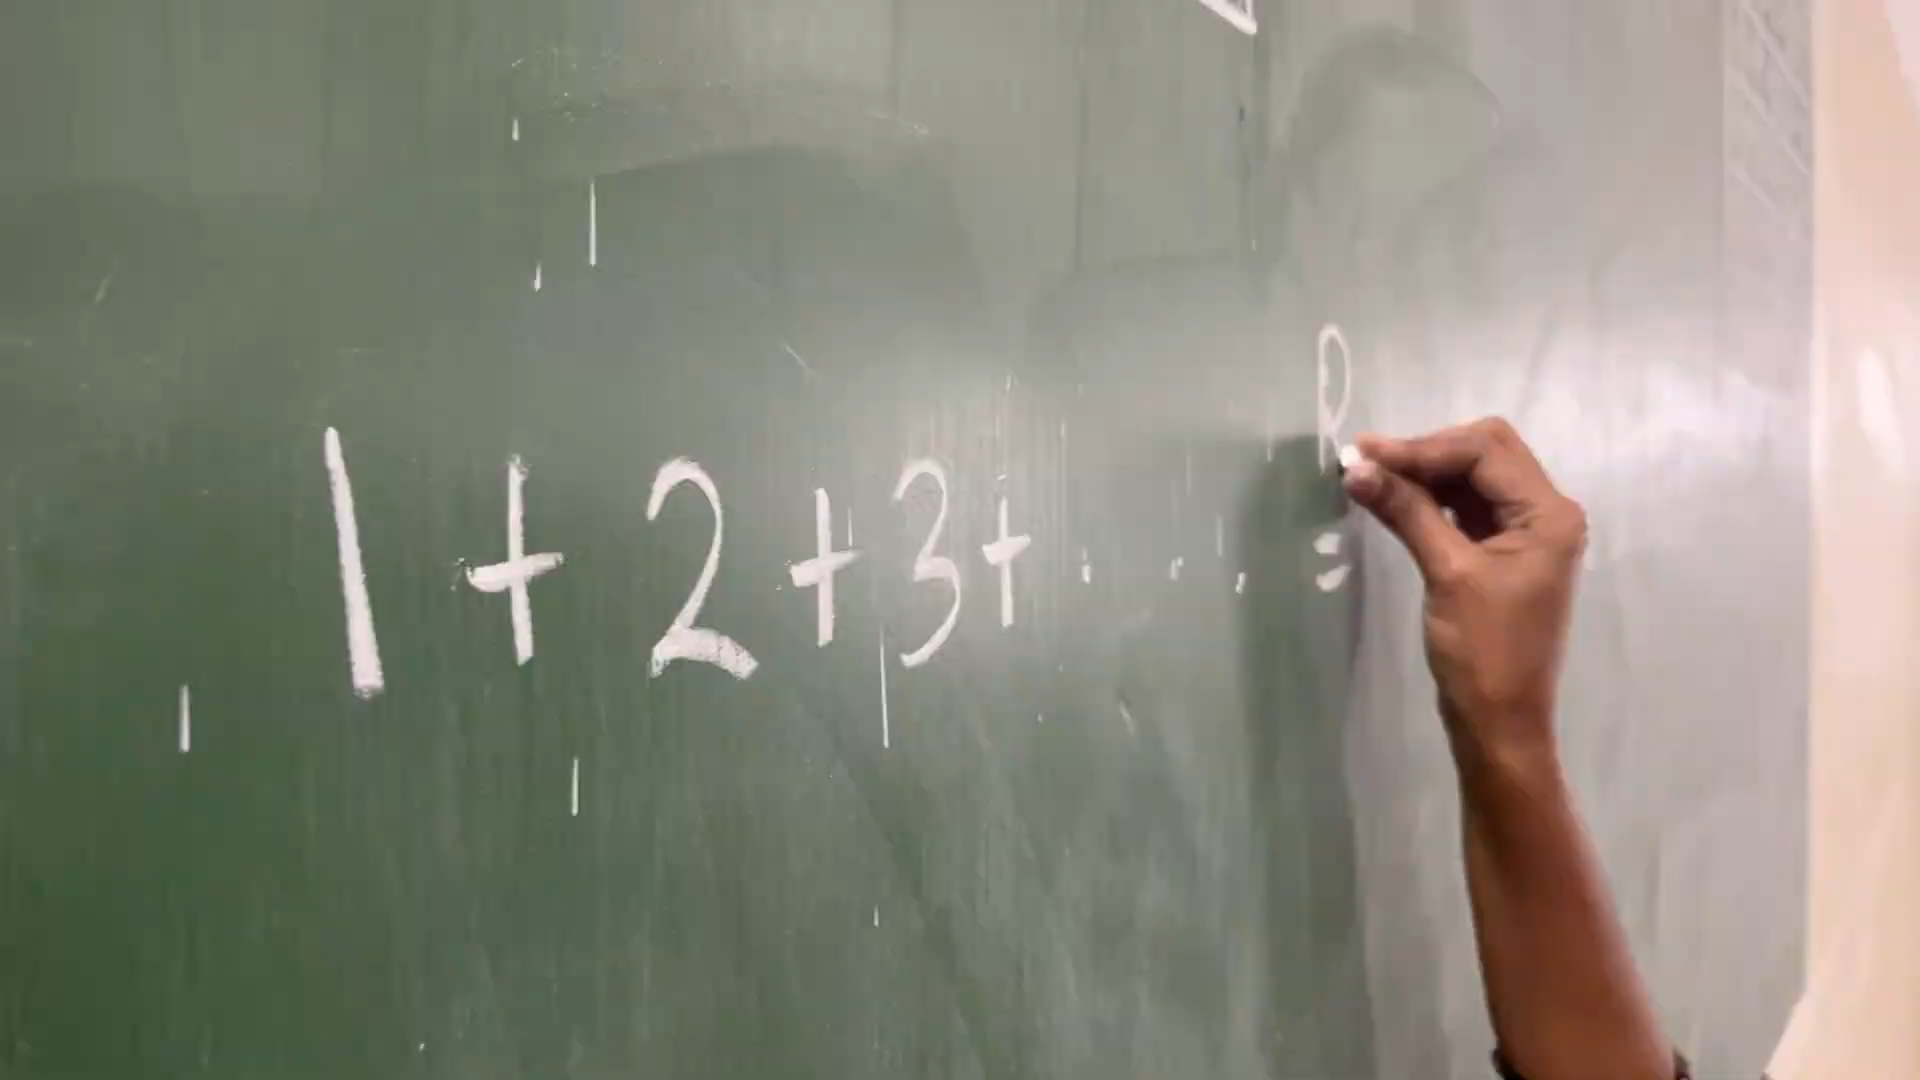 R
1 + 2 + 3 + . . . =